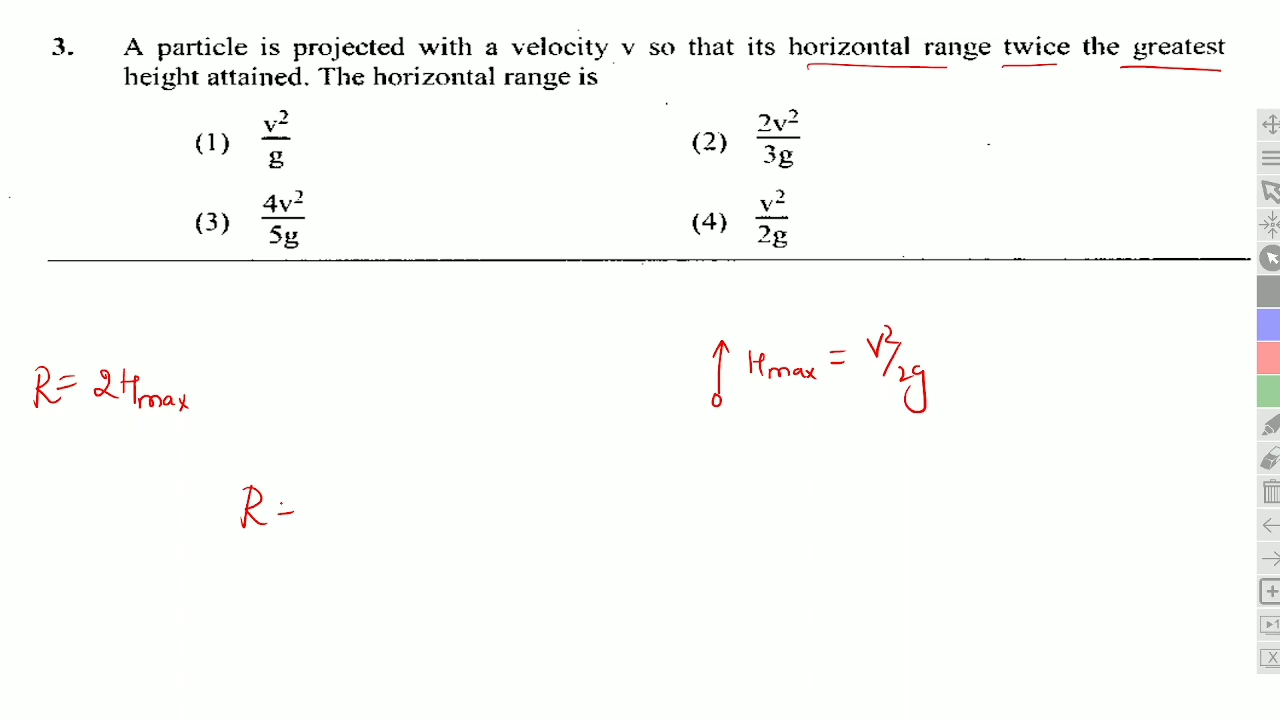 3. A particle is projected with a velocity v so that its horizontal range twice the greatest
height attained. The horizontal range is
(1) v²/g (2) 2v²/3g
(3) 4v²/5g (4) v²/2g
R = 2Hmax
Hmax = v²/2g
R =
▶1
X